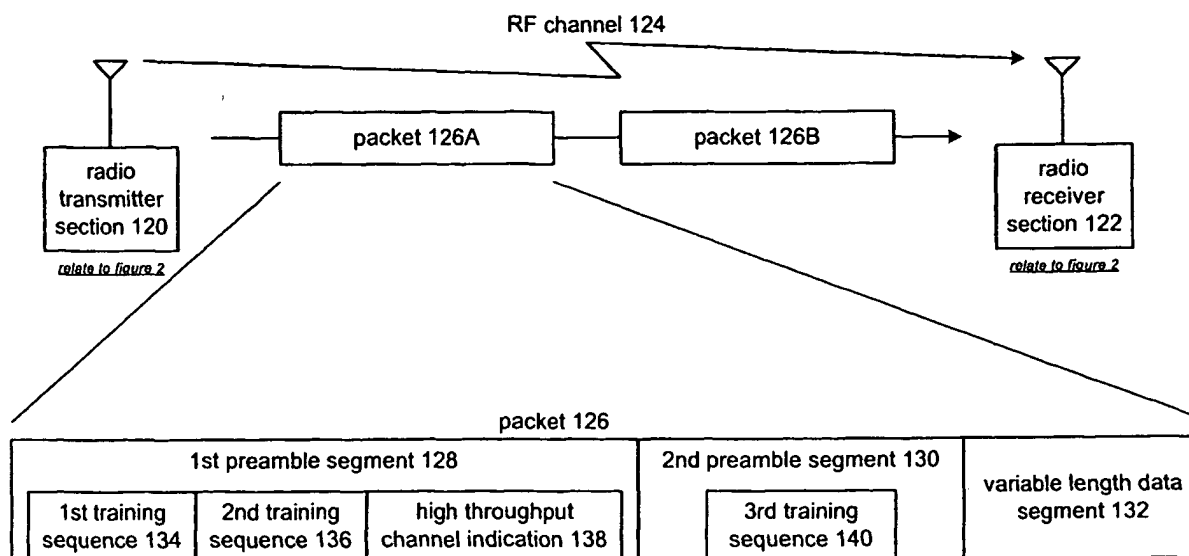 RF channel 124
packet 126A
packet 126B
radio
transmitter
section 120
relate to figure 2
radio
receiver
section 122
relate to figure 2
packet 126
1st preamble segment 128
2nd preamble segment 130
variable length data
segment 132
1st training
sequence 134
2nd training
sequence 136
high throughput
channel indication 138
3rd training
sequence 140